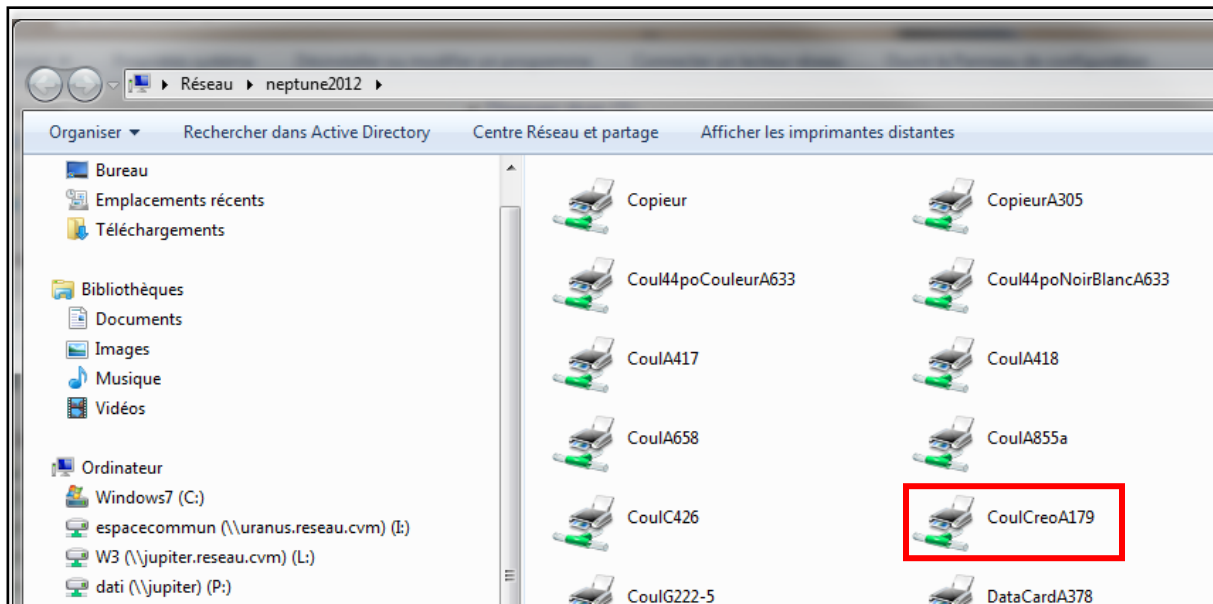 Réseau neptune2012
Organiser Rechercher dans Active Directory Centre Réseau et partage Afficher les imprimantes distantes
Bureau
Emplacements récents
Téléchargements
Bibliothèques
Documents
Images
Musique
Vidéos
Ordinateur
Windows7 (C:)
espacecommun (\\uranus.reseau.cvm) (I:)
W3 (\\jupiter.reseau.cvm) (L:)
dati (\\jupiter) (P:)
Copieur CopieurA305
Coul44poCouleurA633 Coul44poNoirBlancA633
CoulA417 CoulA418
CoulA658 CoulA855a
CoulC426 CoulCreoA179
CoulG222-5 DataCardA378